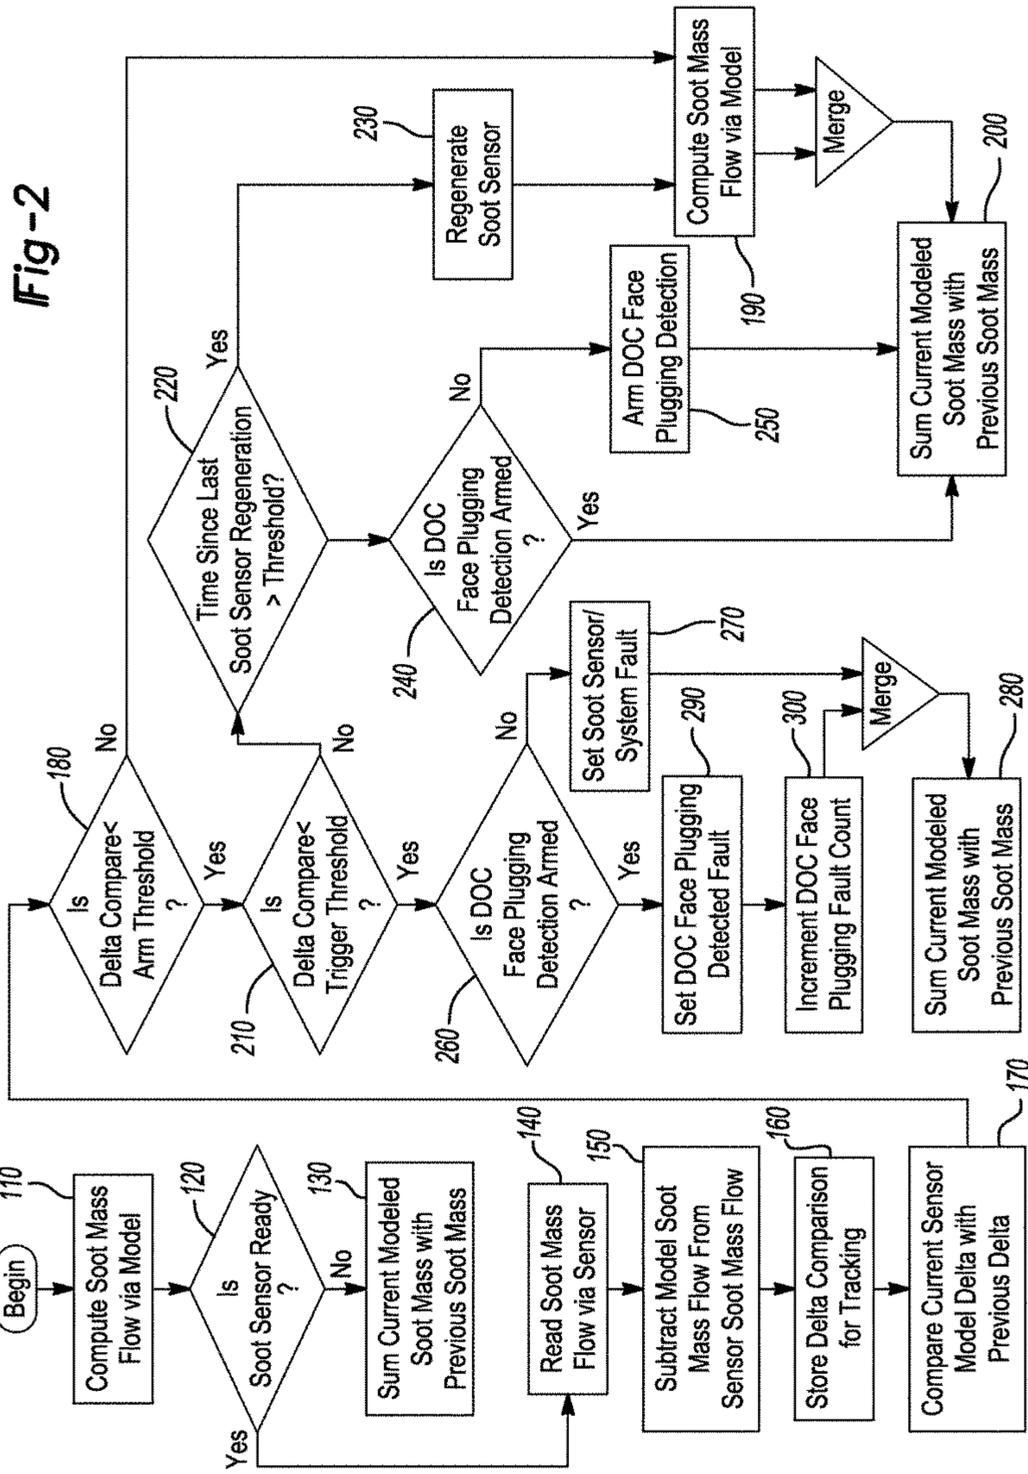 Fig-2
Begin
110
Compute Soot Mass
Flow via Model
120
Is
Soot Sensor Ready
?
Yes
No
130
Sum Current Modeled
Soot Mass with
Previous Soot Mass
140
Read Soot Mass
Flow via Sensor
150
Subtract Model Soot
Mass Flow From
Sensor Soot Mass Flow
160
Store Delta Comparison
for Tracking
170
Compare Current Sensor
Model Delta with
Previous Delta
180
Is
Delta Compare<
Arm Threshold
?
No
Yes
210
Is
Delta Compare<
Trigger Threshold
?
No
Yes
260
Is DOC
Face Plugging
Detection Armed
?
No
Yes
270
Set Soot Sensor/
System Fault
290
Set DOC Face Plugging
Detected Fault
300
Increment DOC Face
Plugging Fault Count
Merge
280
Sum Current Modeled
Soot Mass with
Previous Soot Mass
220
Time Since Last
Soot Sensor Regeneration
> Threshold?
Yes
240
Is DOC
Face Plugging
Detection Armed
?
No
Yes
230
Regenerate
Soot Sensor
250
Arm DOC Face
Plugging Detection
190
Compute Soot Mass
Flow via Model
Merge
200
Sum Current Modeled
Soot Mass with
Previous Soot Mass